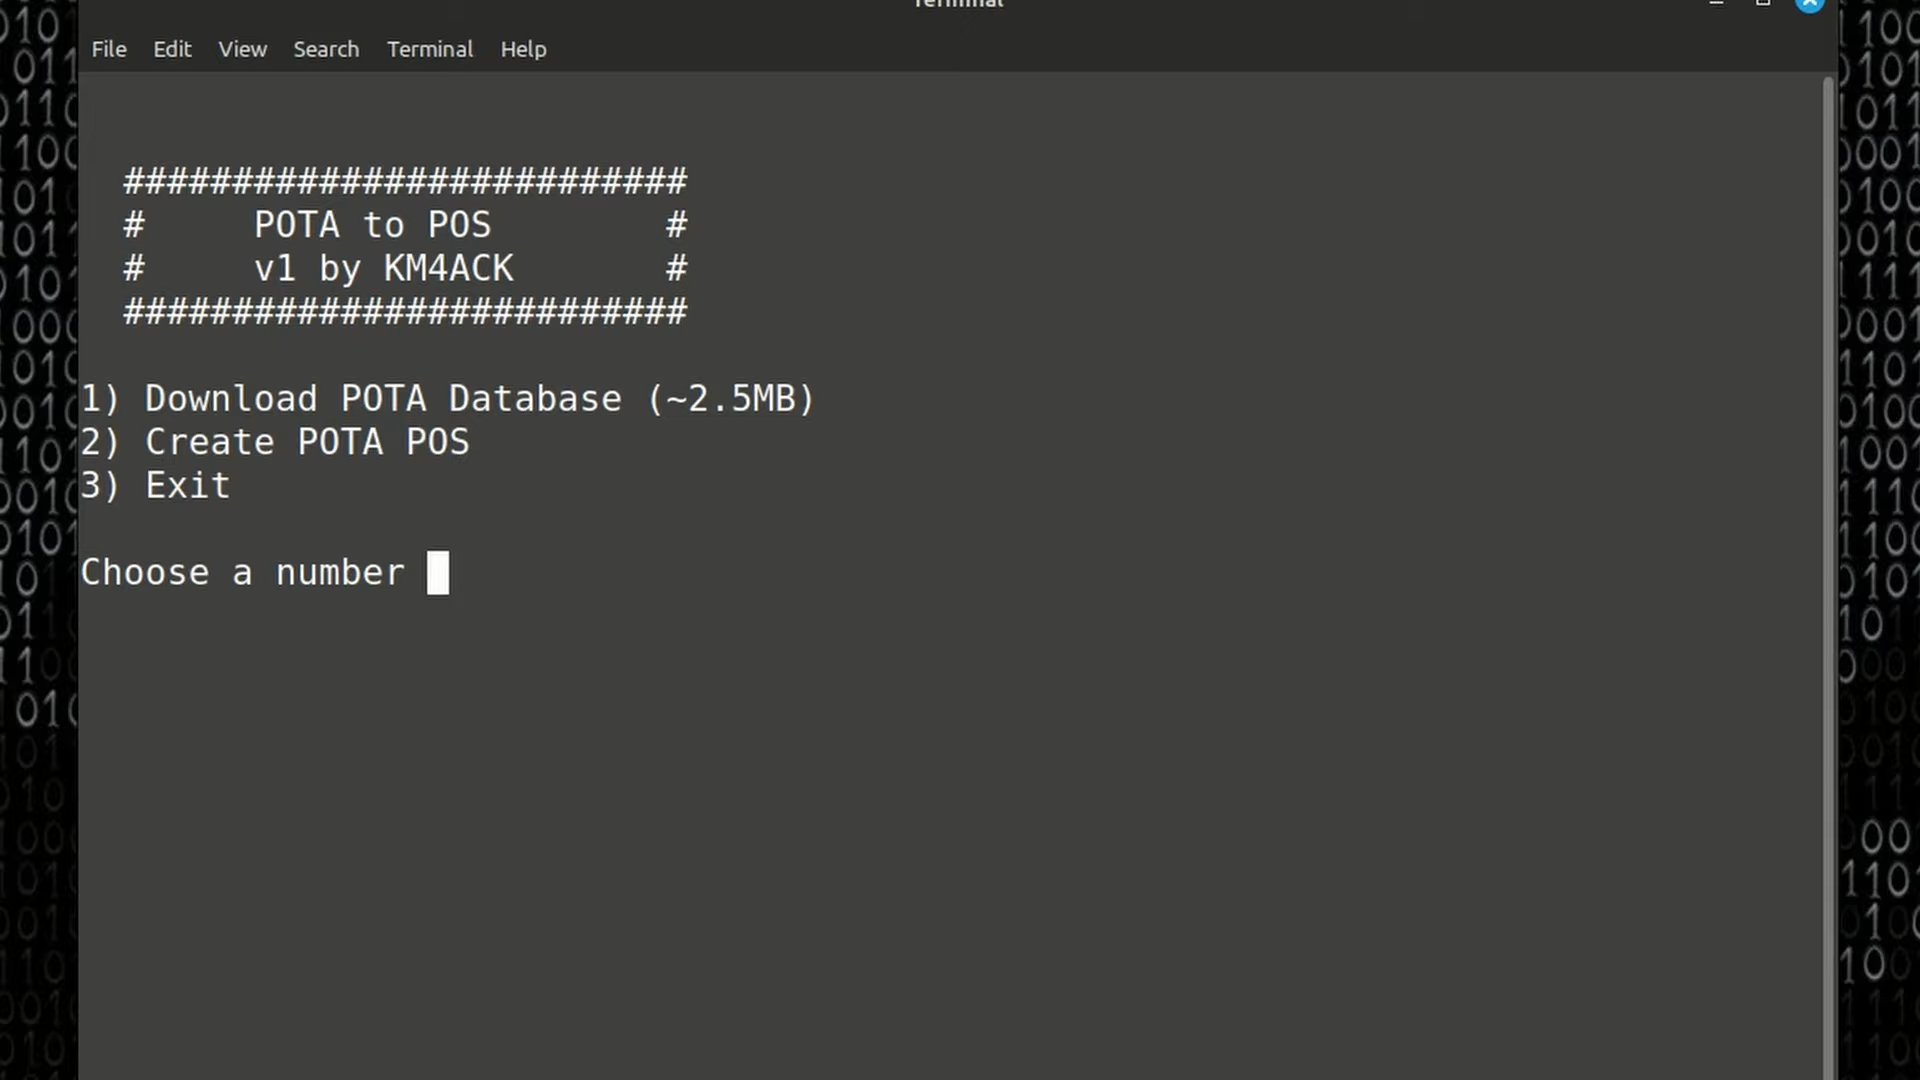 Terminal
File Edit View Search Terminal Help
##########################
# POTA to POS #
# v1 by KM4ACK #
##########################
1) Download POTA Database (~2.5MB)
2) Create POTA POS
3) Exit
Choose a number